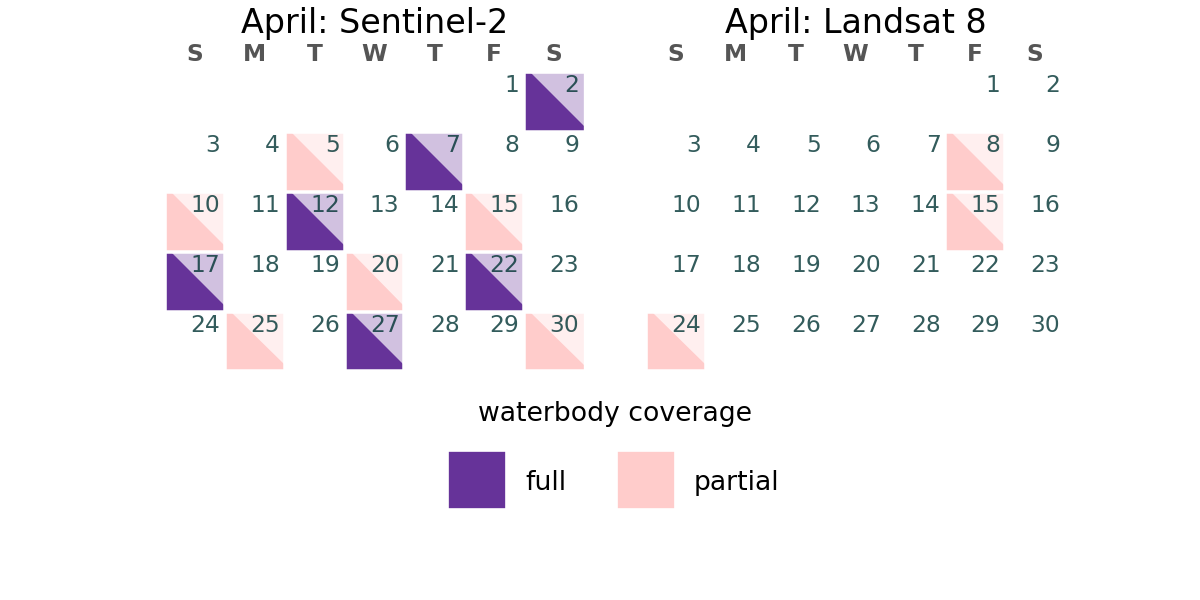 April: Sentinel-2
S M T W T F S
1 2
3 4 5 6 7 8 9
10 11 12 13 14 15 16
17 18 19 20 21 22 23
24 25 26 27 28 29 30
April: Landsat 8
S M T W T F S
1 2
3 4 5 6 7 8 9
10 11 12 13 14 15 16
17 18 19 20 21 22 23
24 25 26 27 28 29 30
waterbody coverage
full
partial